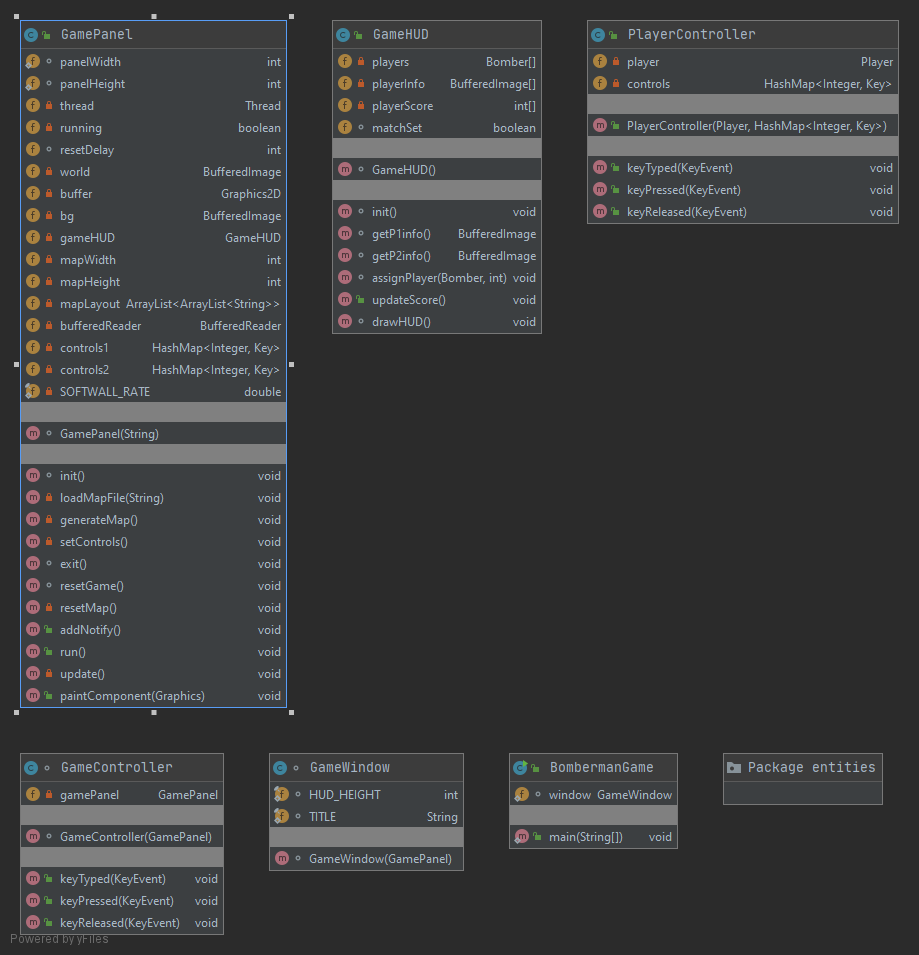 GamePanel
panelWidth int
panelHeight int
thread Thread
running boolean
resetDelay int
world BufferedImage
buffer Graphics2D
bg BufferedImage
gameHUD GameHUD
mapWidth int
mapHeight int
mapLayout ArrayList<ArrayList<String>>
bufferedReader BufferedReader
controls1 HashMap<Integer, Key>
controls2 HashMap<Integer, Key>
SOFTWALL_RATE double
GamePanel(String)
init() void
loadMapFile(String) void
generateMap() void
setControls() void
exit() void
resetGame() void
resetMap() void
addNotify() void
run() void
update() void
paintComponent(Graphics) void
GameHUD
players Bomber[]
playerInfo BufferedImage[]
playerScore int[]
matchSet boolean
GameHUD()
init() void
getP1info() BufferedImage
getP2info() BufferedImage
assignPlayer(Bomber, int) void
updateScore() void
drawHUD() void
PlayerController
player Player
controls HashMap<Integer, Key>
PlayerController(Player, HashMap<Integer, Key>)
keyTyped(KeyEvent) void
keyPressed(KeyEvent) void
keyReleased(KeyEvent) void
GameController
gamePanel GamePanel
GameController(GamePanel)
keyTyped(KeyEvent) void
keyPressed(KeyEvent) void
keyReleased(KeyEvent) void
GameWindow
HUD_HEIGHT int
TITLE String
GameWindow(GamePanel)
BombermanGame
window GameWindow
main(String[]) void
Package entities
Powered by yFiles